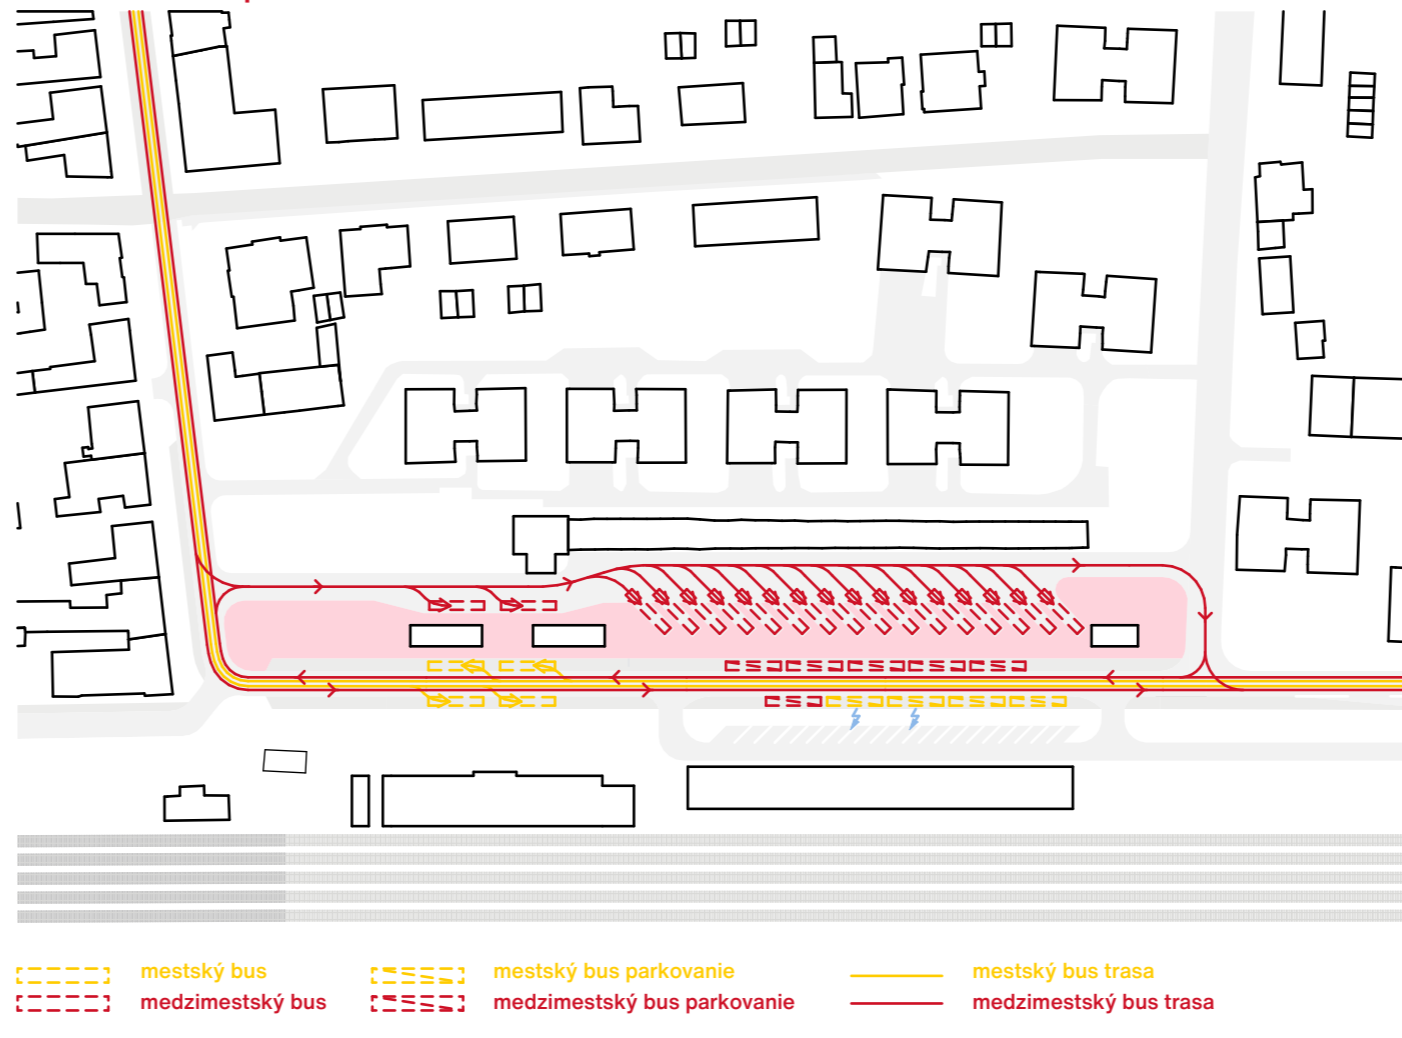 mestský bus
mestský bus parkovanie
mestský bus trasa
medzimestský bus
medzimestský bus parkovanie
medzimestský bus trasa